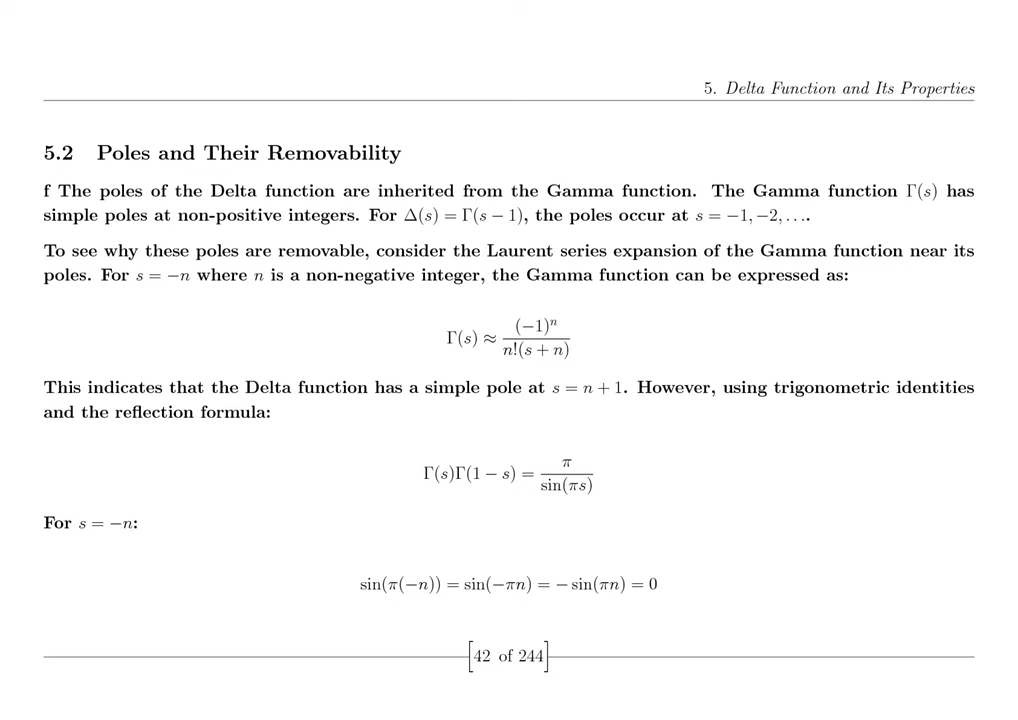 5. Delta Function and Its Properties
5.2 Poles and Their Removability
f The poles of the Delta function are inherited from the Gamma function. The Gamma function Γ(s) has
simple poles at non-positive integers. For Δ(s) = Γ(s − 1), the poles occur at s = −1, −2, . . ..
To see why these poles are removable, consider the Laurent series expansion of the Gamma function near its
poles. For s = −n where n is a non-negative integer, the Gamma function can be expressed as:
Γ(s) ≈ (−1)^n / n!(s + n)
This indicates that the Delta function has a simple pole at s = n + 1. However, using trigonometric identities
and the reflection formula:
Γ(s)Γ(1 − s) = π / sin(πs)
For s = −n:
sin(π(−n)) = sin(−πn) = − sin(πn) = 0
[42 of 244]